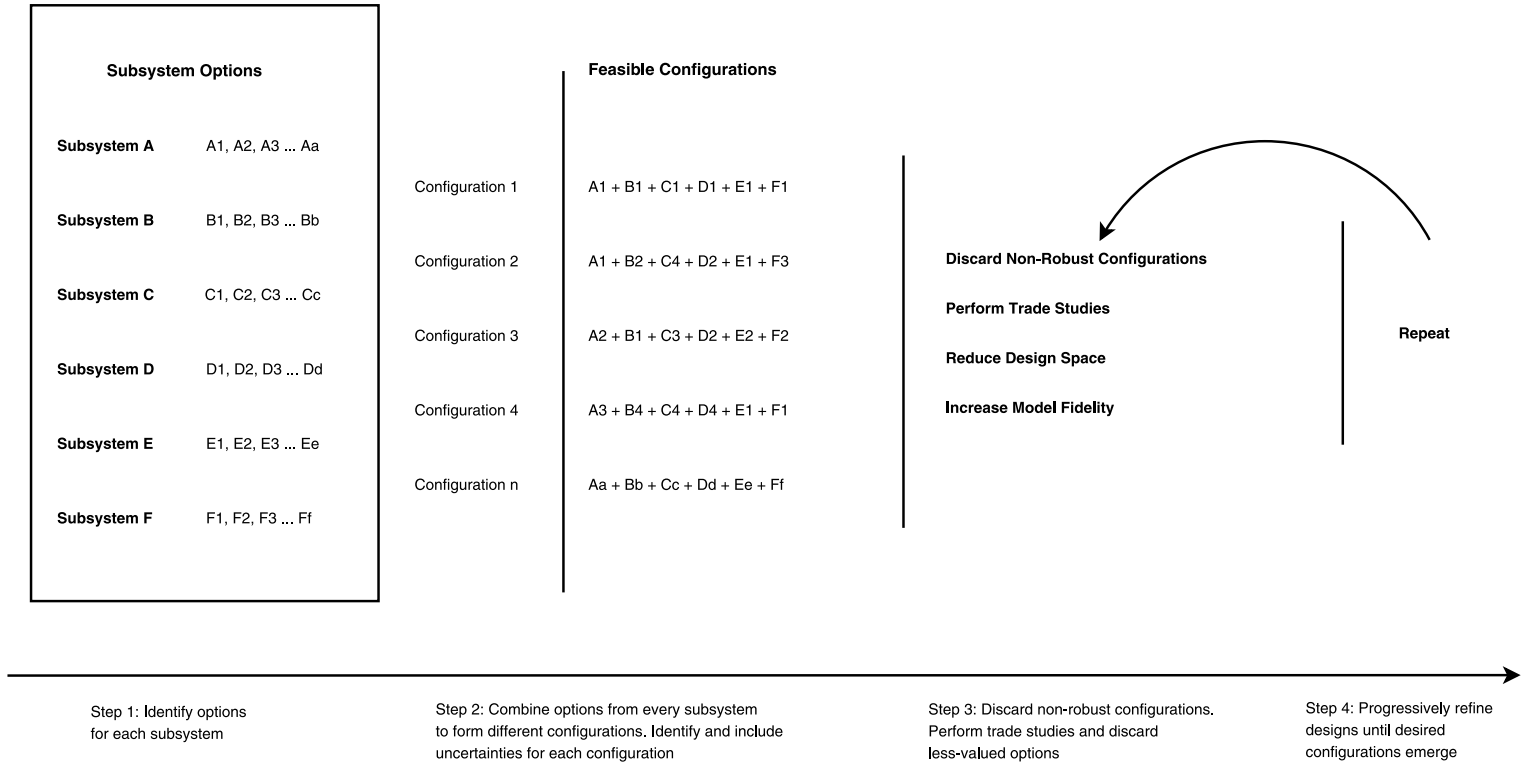 Subsystem Options
Subsystem A A1, A2, A3 ... Aa
Subsystem B B1, B2, B3 ... Bb
Subsystem C C1, C2, C3 ... Cc
Subsystem D D1, D2, D3 ... Dd
Subsystem E E1, E2, E3 ... Ee
Subsystem F F1, F2, F3 ... Ff
Feasible Configurations
Configuration 1 A1 + B1 + C1 + D1 + E1 + F1
Configuration 2 A1 + B2 + C4 + D2 + E1 + F3
Configuration 3 A2 + B1 + C3 + D2 + E2 + F2
Configuration 4 A3 + B4 + C4 + D4 + E1 + F1
Configuration n Aa + Bb + Cc + Dd + Ee + Ff
Discard Non-Robust Configurations
Perform Trade Studies
Reduce Design Space
Increase Model Fidelity
Repeat
Step 1: Identify options
for each subsystem
Step 2: Combine options from every subsystem
to form different configurations. Identify and include
uncertainties for each configuration
Step 3: Discard non-robust configurations.
Perform trade studies and discard
less-valued options
Step 4: Progressively refine
designs until desired
configurations emerge